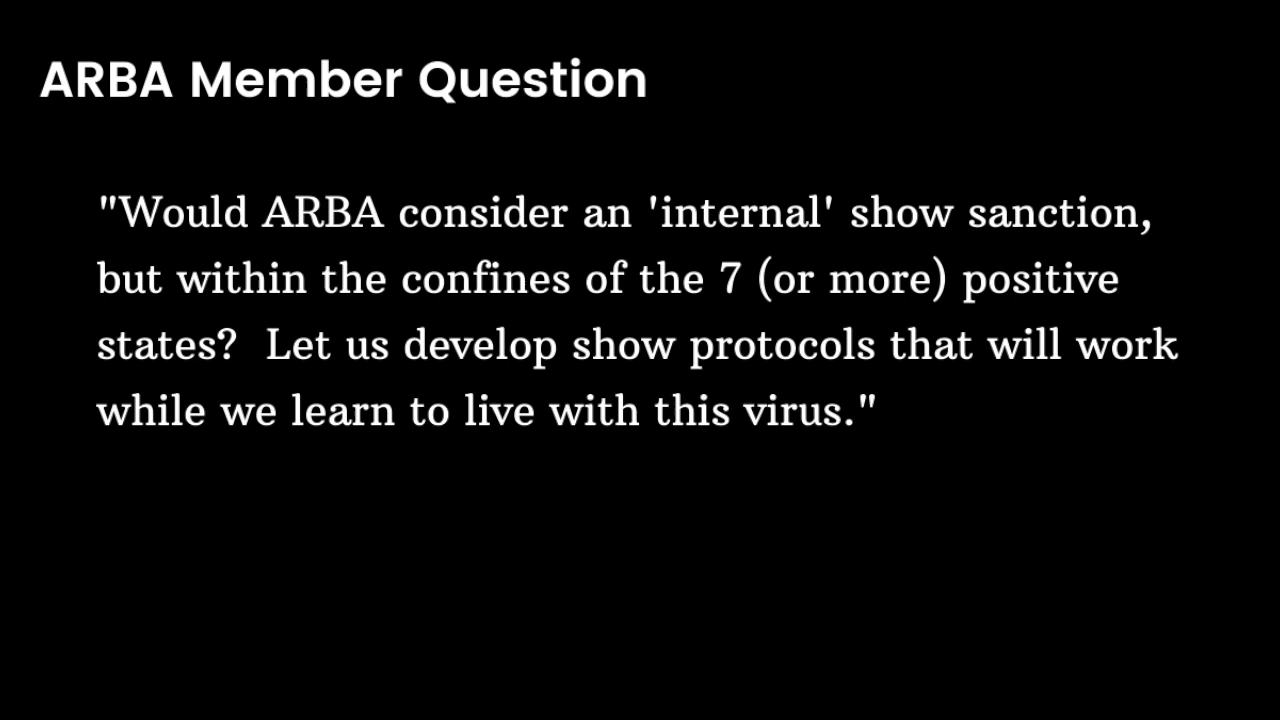 ARBA Member Question
"Would ARBA consider an 'internal' show sanction,
but within the confines of the 7 (or more) positive
states?  Let us develop show protocols that will work
while we learn to live with this virus."